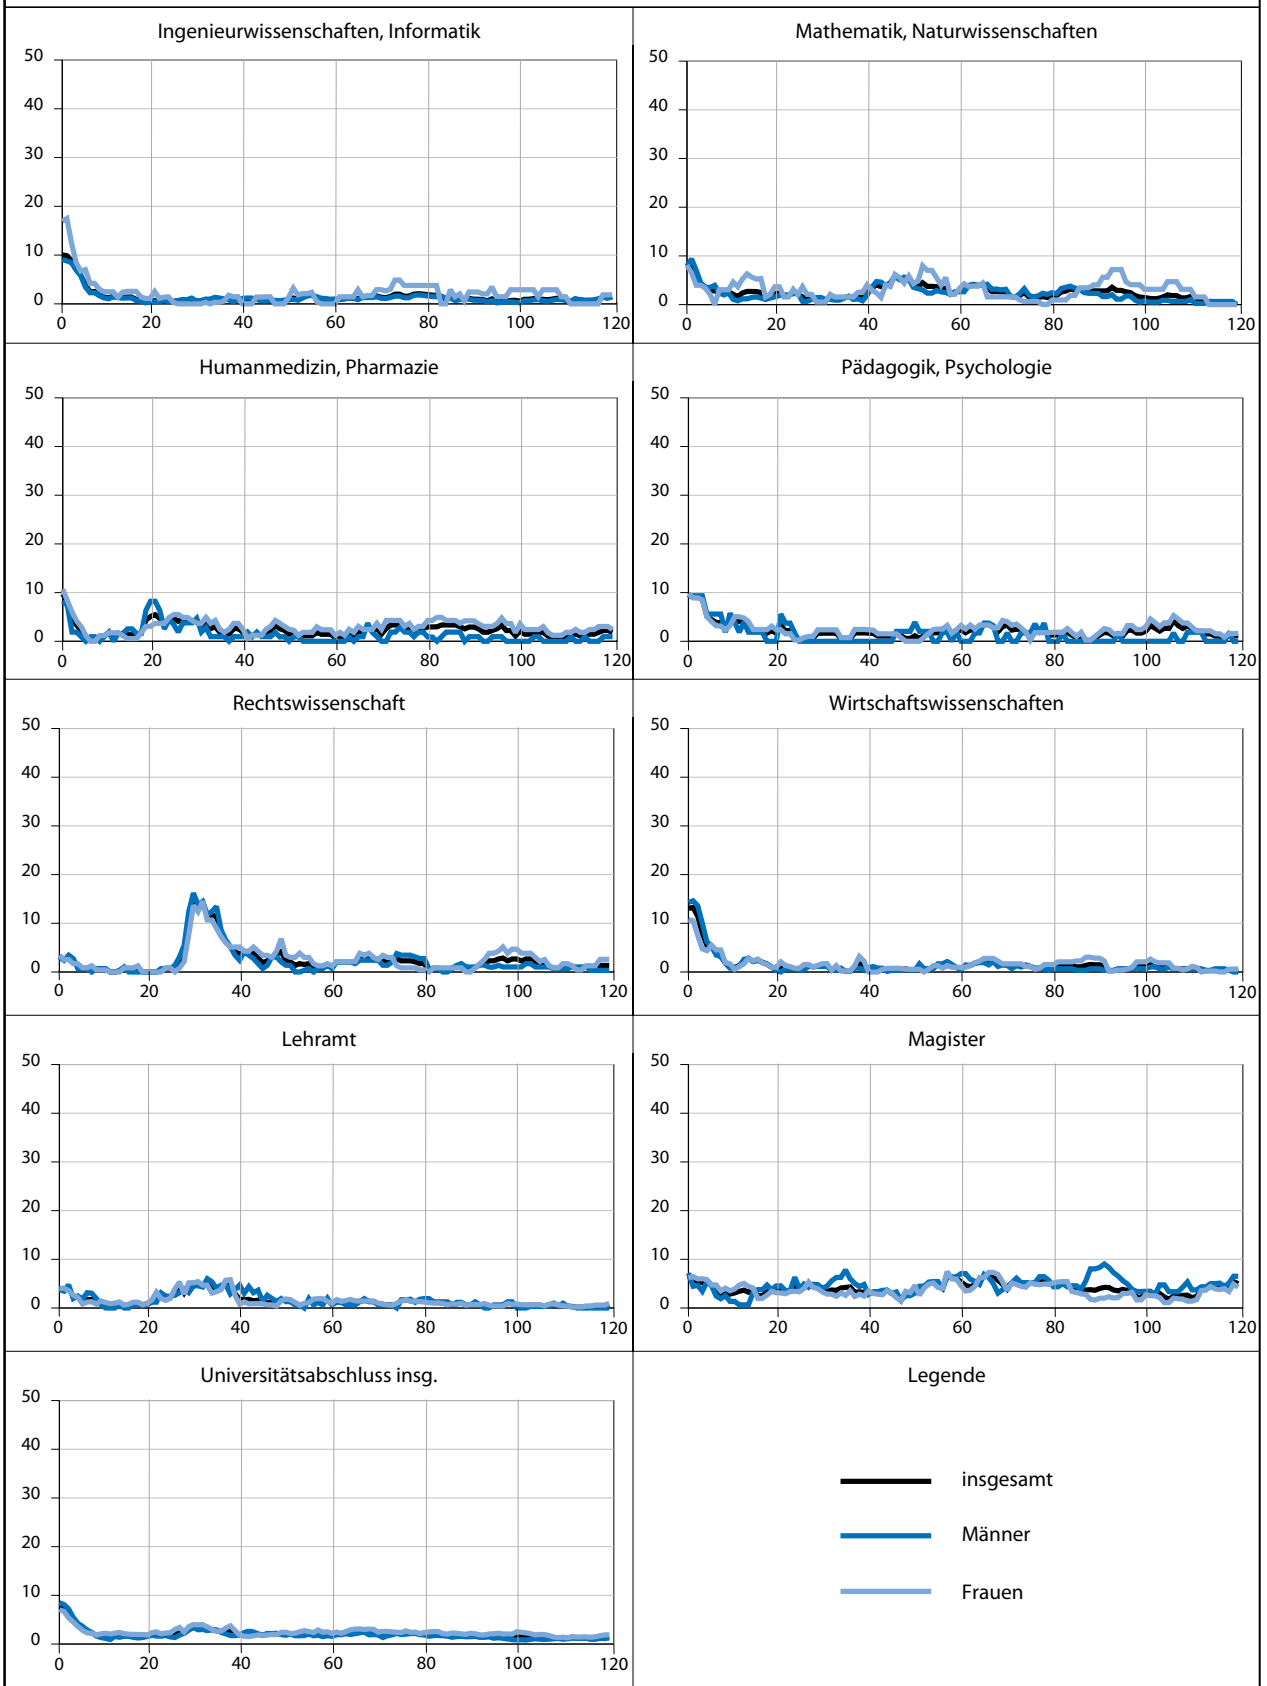 Ingenieurwissenschaften, Informatik
50
40
30
20
10
0
0 20 40 60 80 100 120
Mathematik, Naturwissenschaften
50
40
30
20
10
0
0 20 40 60 80 100 120
Humanmedizin, Pharmazie
50
40
30
20
10
0
0 20 40 60 80 100 120
Pädagogik, Psychologie
50
40
30
20
10
0
0 20 40 60 80 100 120
Rechtswissenschaft
50
40
30
20
10
0
0 20 40 60 80 100 120
Wirtschaftswissenschaften
50
40
30
20
10
0
0 20 40 60 80 100 120
Lehramt
50
40
30
20
10
0
0 20 40 60 80 100 120
Magister
50
40
30
20
10
0
0 20 40 60 80 100 120
Universitätsabschluss insg.
50
40
30
20
10
0
0 20 40 60 80 100 120
Legende
insgesamt
Männer
Frauen